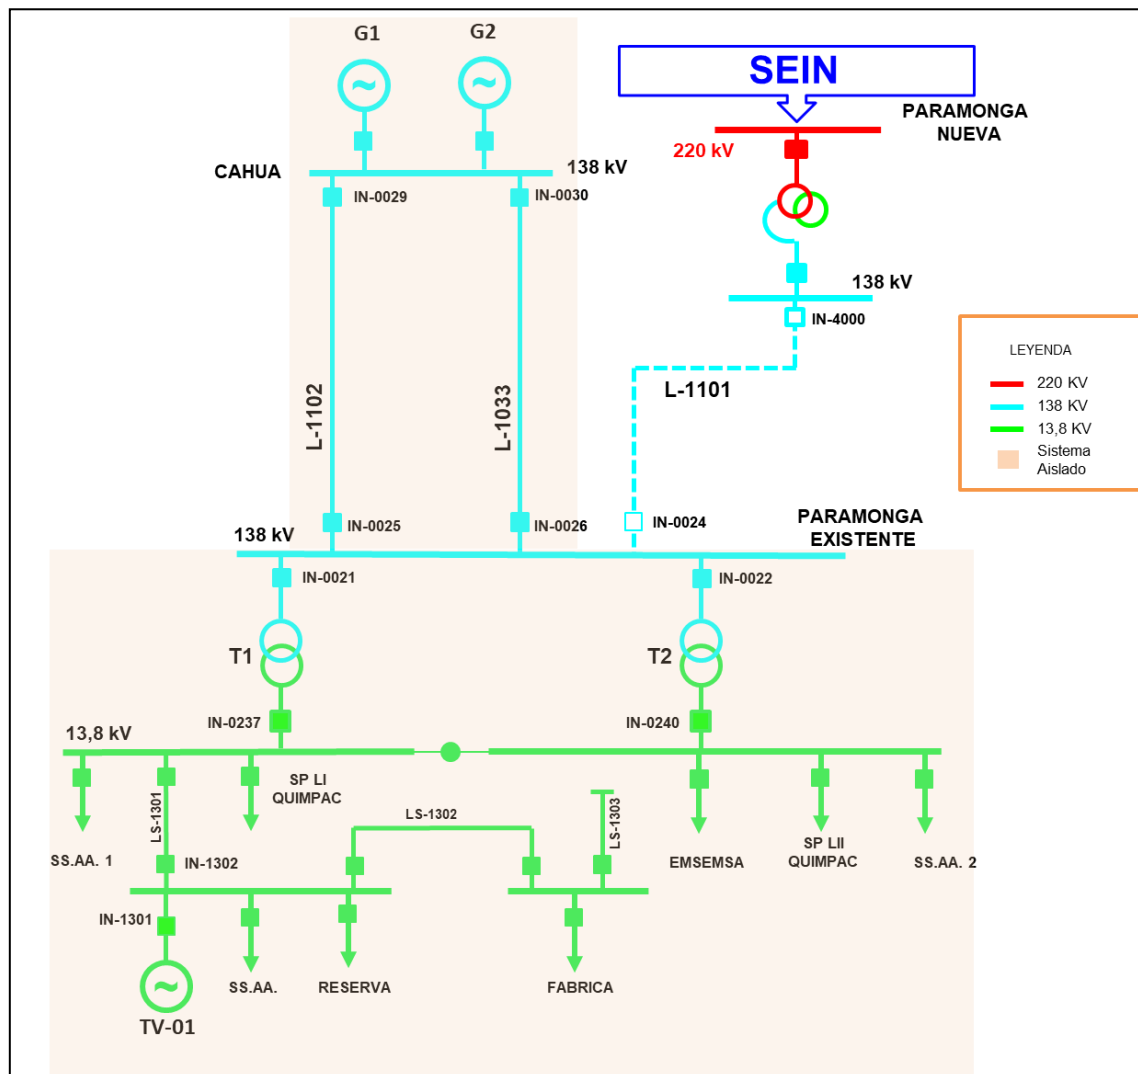 G1
G2
SEIN
PARAMONGA
NUEVA
220 kV
CAHUA
138 kV
IN-0029
IN-0030
138 kV
IN-4000
L-1102
L-1033
L-1101
LEYENDA
220 KV
138 KV
13,8 KV
Sistema
Aislado
IN-0025
IN-0026
IN-0024
PARAMONGA
EXISTENTE
138 kV
IN-0021
IN-0022
T1
T2
IN-0237
IN-0240
13,8 kV
SP LI
QUIMPAC
LS-1301
LS-1302
LS-1303
SS.AA. 1
IN-1302
EMSEMSA
SP LII
QUIMPAC
SS.AA. 2
IN-1301
SS.AA.
RESERVA
FABRICA
TV-01